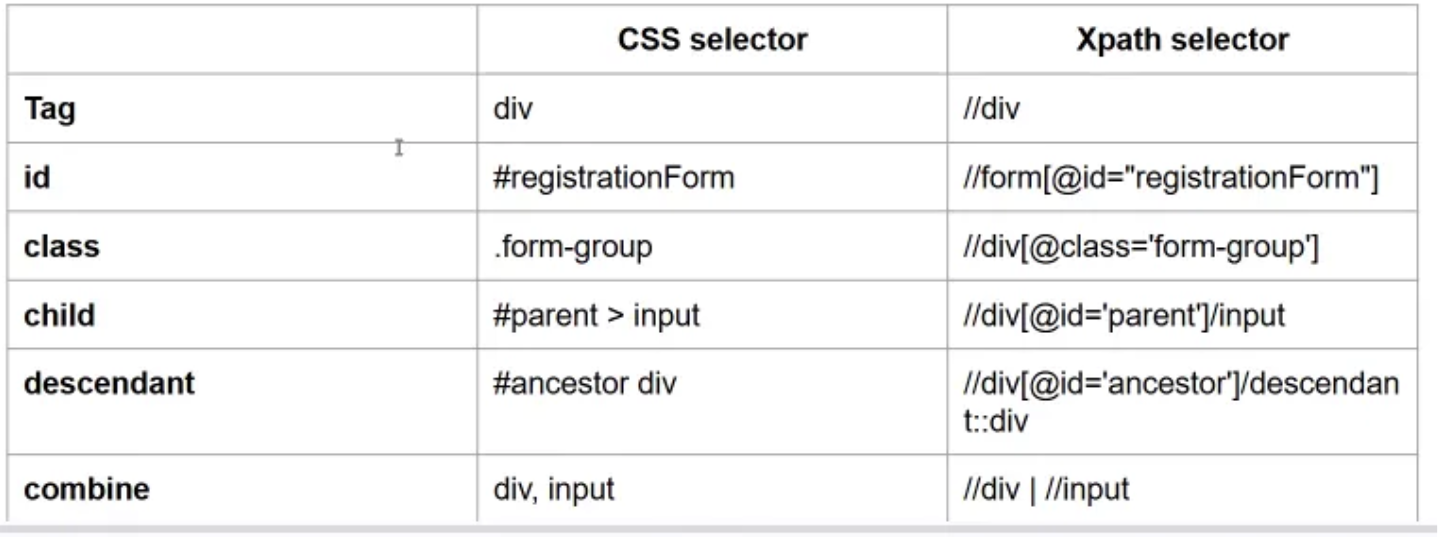 CSS selector Xpath selector
Tag div //div
id #registrationForm //form[@id="registrationForm"]
class .form-group //div[@class='form-group']
child #parent > input //div[@id='parent']/input
descendant #ancestor div //div[@id='ancestor']/descendan
t::div
combine div, input //div | //input